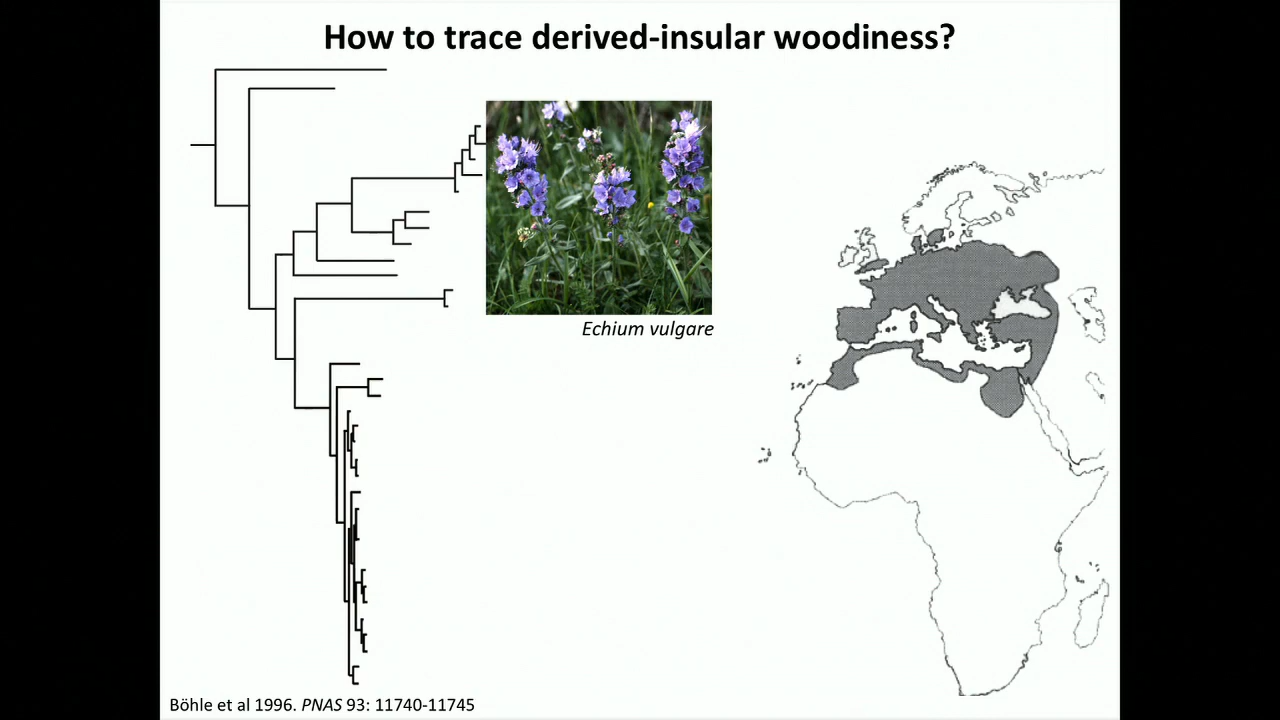 How to trace derived-insular woodiness?
Echium vulgare
Böhle et al 1996. PNAS 93: 11740-11745